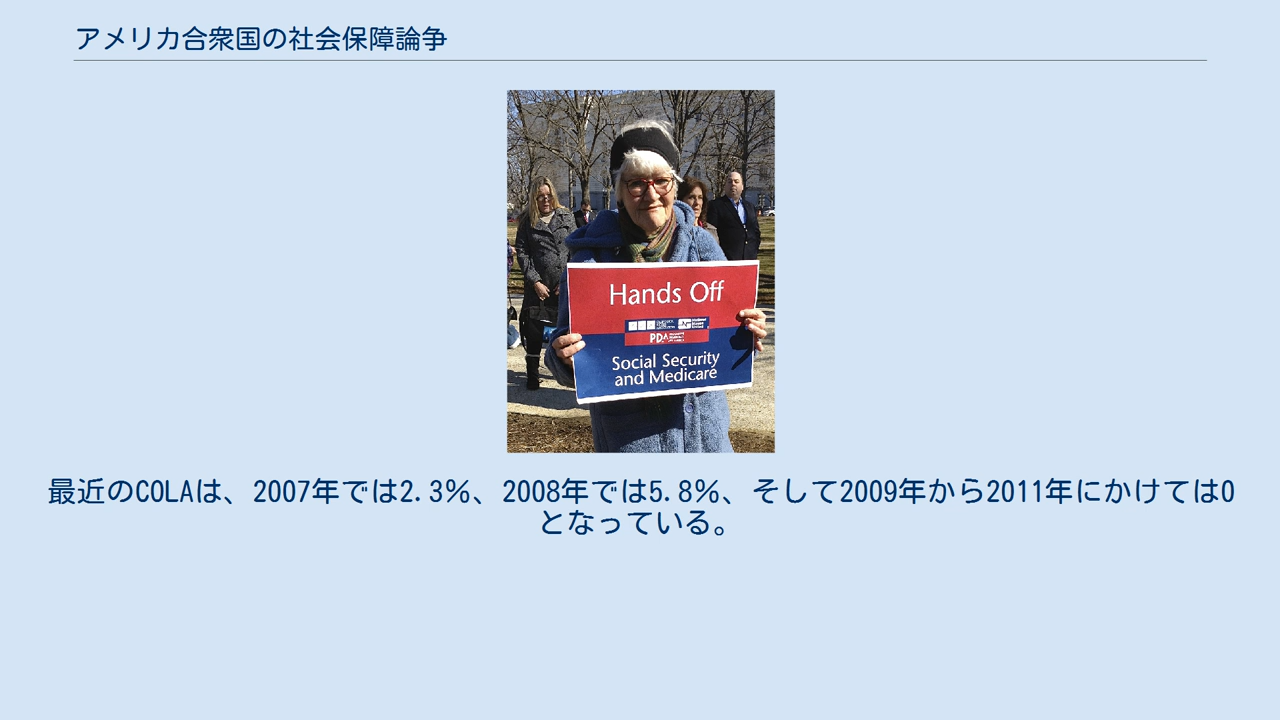 アメリカ合衆国の社会保障論争
Hands Off
PDA
Social Security
and Medicare
最近のCOLAは、2007年では2.3%、2008年では5.8%、そして2009年から2011年にかけては0
となっている。